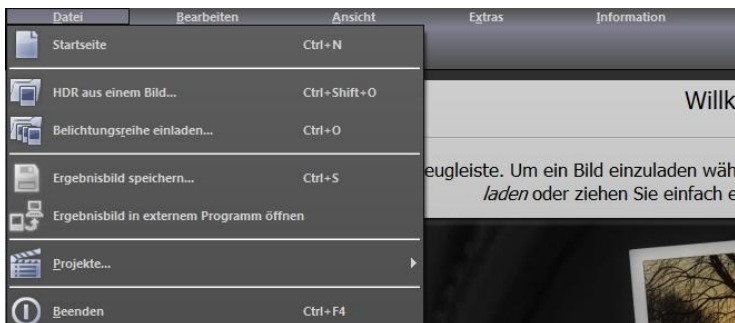 Datei Bearbeiten Ansicht Extras Information
Startseite Ctrl+N
HDR aus einem Bild... Ctrl+Shift+O
Belichtungsreihe einladen... Ctrl+O
Ergebnisbild speichern... Ctrl+S
Ergebnisbild in externem Programm öffnen
Projekte...
Beenden Ctrl+F4
Willk
eugleiste. Um ein Bild einzuladen wäh
laden oder ziehen Sie einfach e